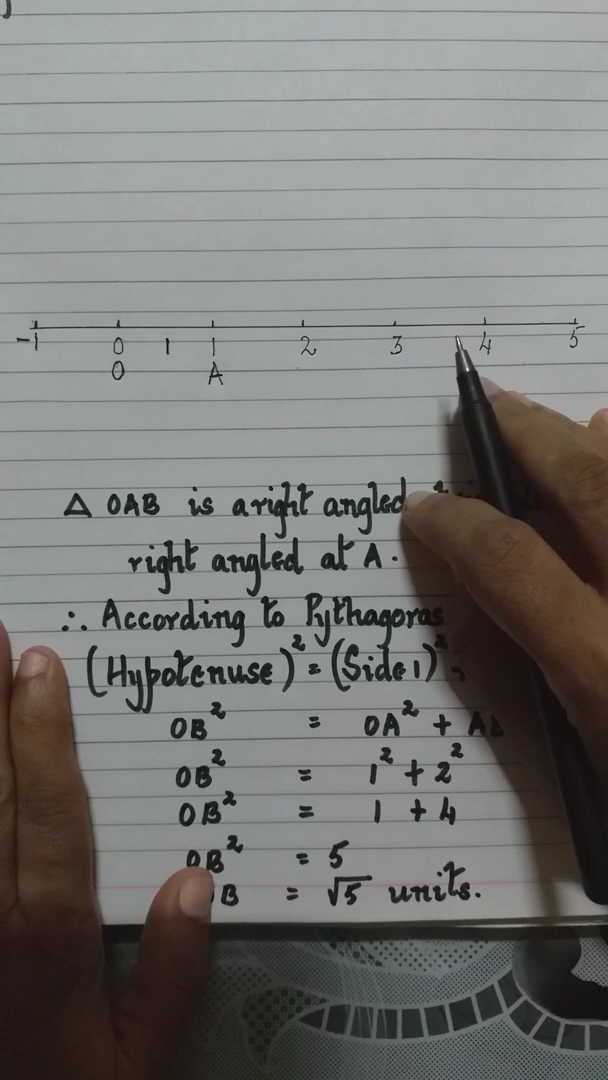 -1 0 1 1 2 3 4 5
O A
Δ OAB is a right angled
right angled at A.
∴ According to Pythagoras
(Hypotenuse)² = (Side 1)²
OB² = OA² +
OB² = 1² + 2²
OB² = 1 + 4
OB² = 5
OB = √5 units.